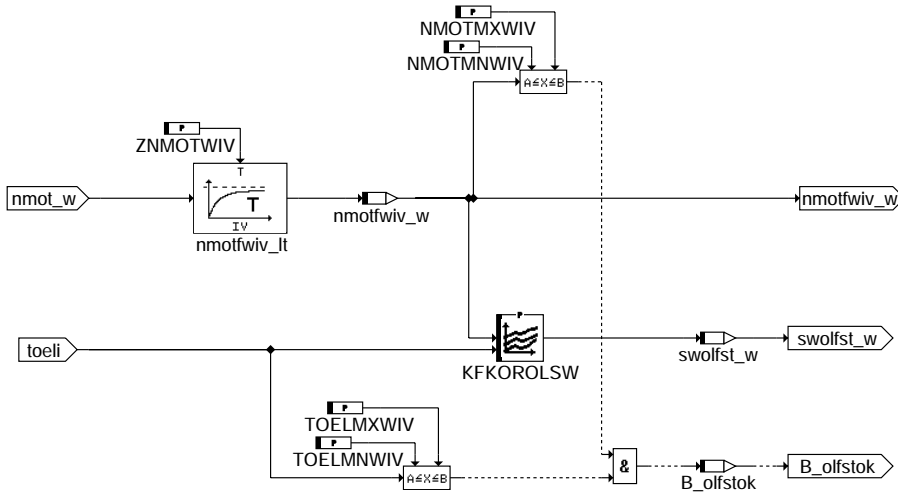 P
NMOTMXWIV
P
NMOTMNWIV
A≤X≤B
P
ZNMOTWIV
T
nmot_w
T
IV
nmotfwiv_lt
nmotfwiv_w
nmotfwiv_w
P
toeli
KFKOROLSW
swolfst_w
swolfst_w
P
TOELMXWIV
P
TOELMNWIV
A≤X≤B
&
B_olfstok
B_olfstok